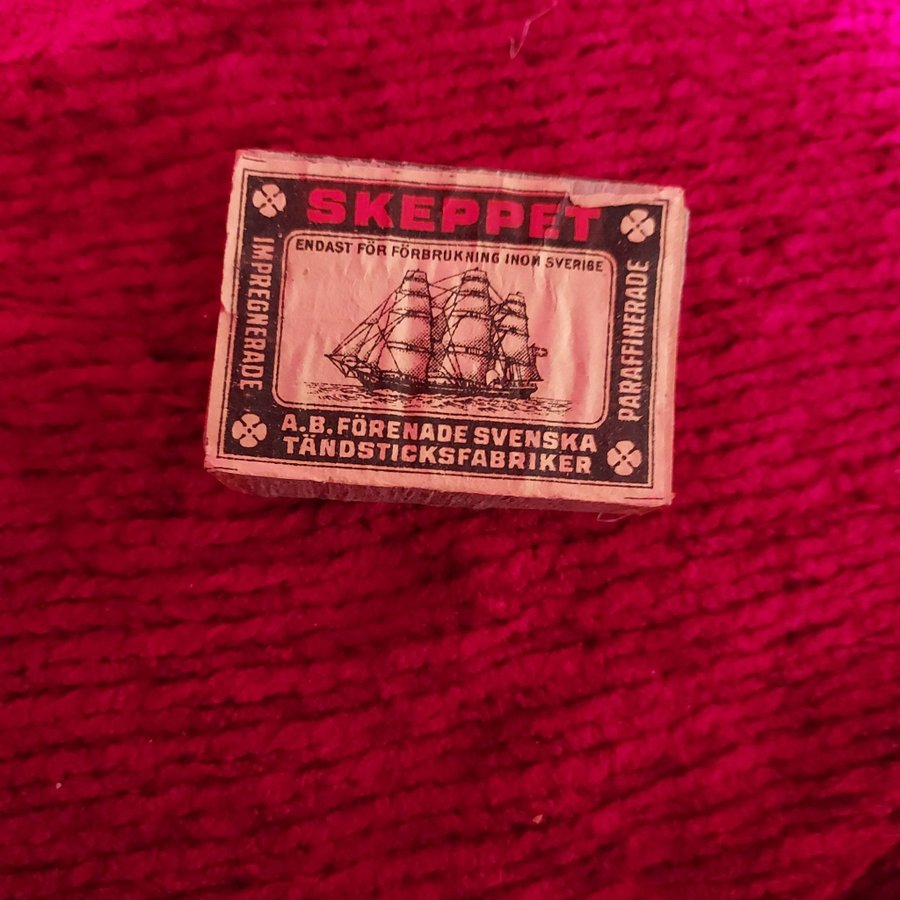 SKEPPET
ENDAST FÖR FÖRBRUKNING INOM SVERIGE
IMPREGNERADE
PARAFFINERADE
A.B. FÖRENADE SVENSKA
TÄNDSTICKSFABRIKER